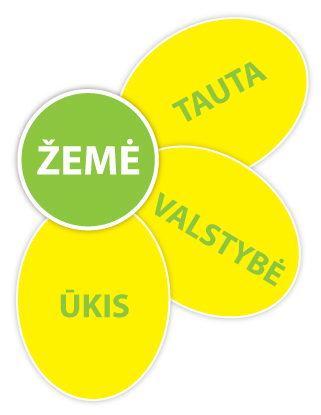 TAUTA
ŽEMĖ
VALSTYBĖ
ŪKIS